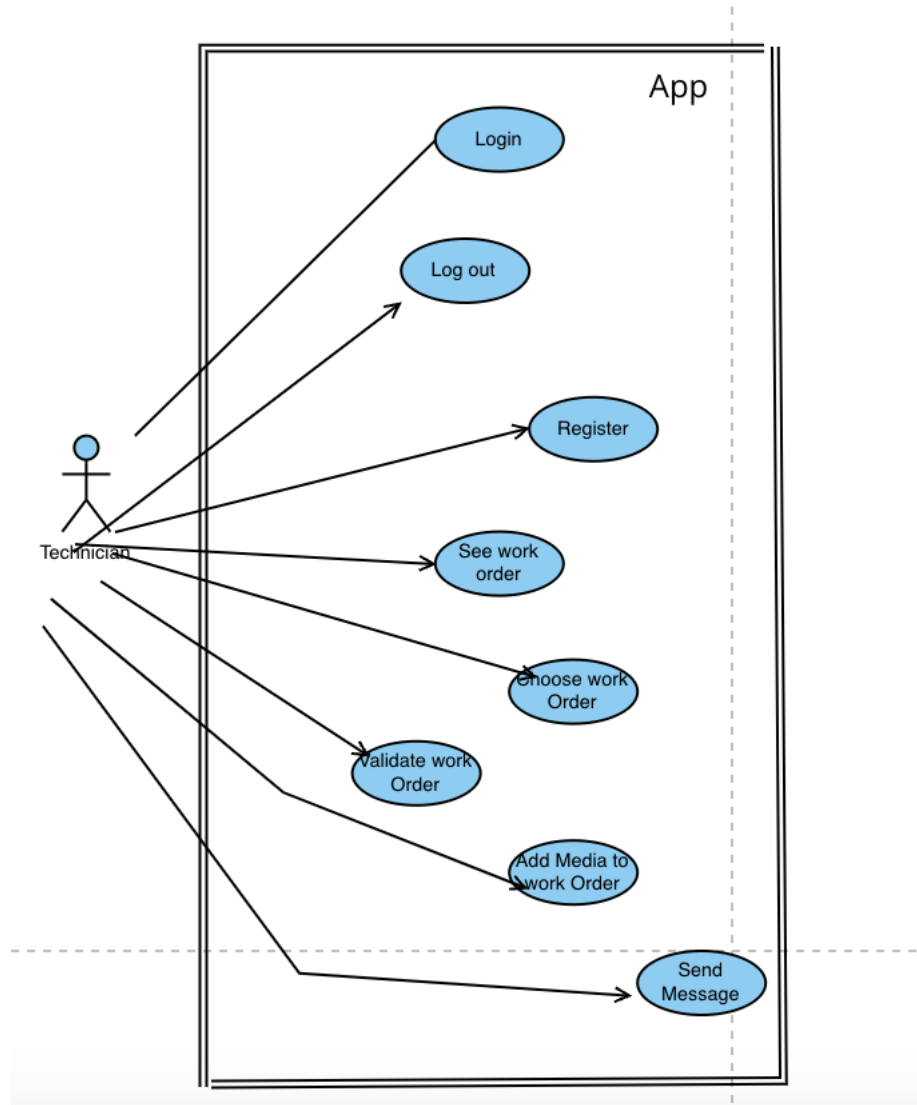 App
Login
Log out
Register
Technician
See work
order
Choose work
Order
Validate work
Order
Add Media to
work Order
Send
Message